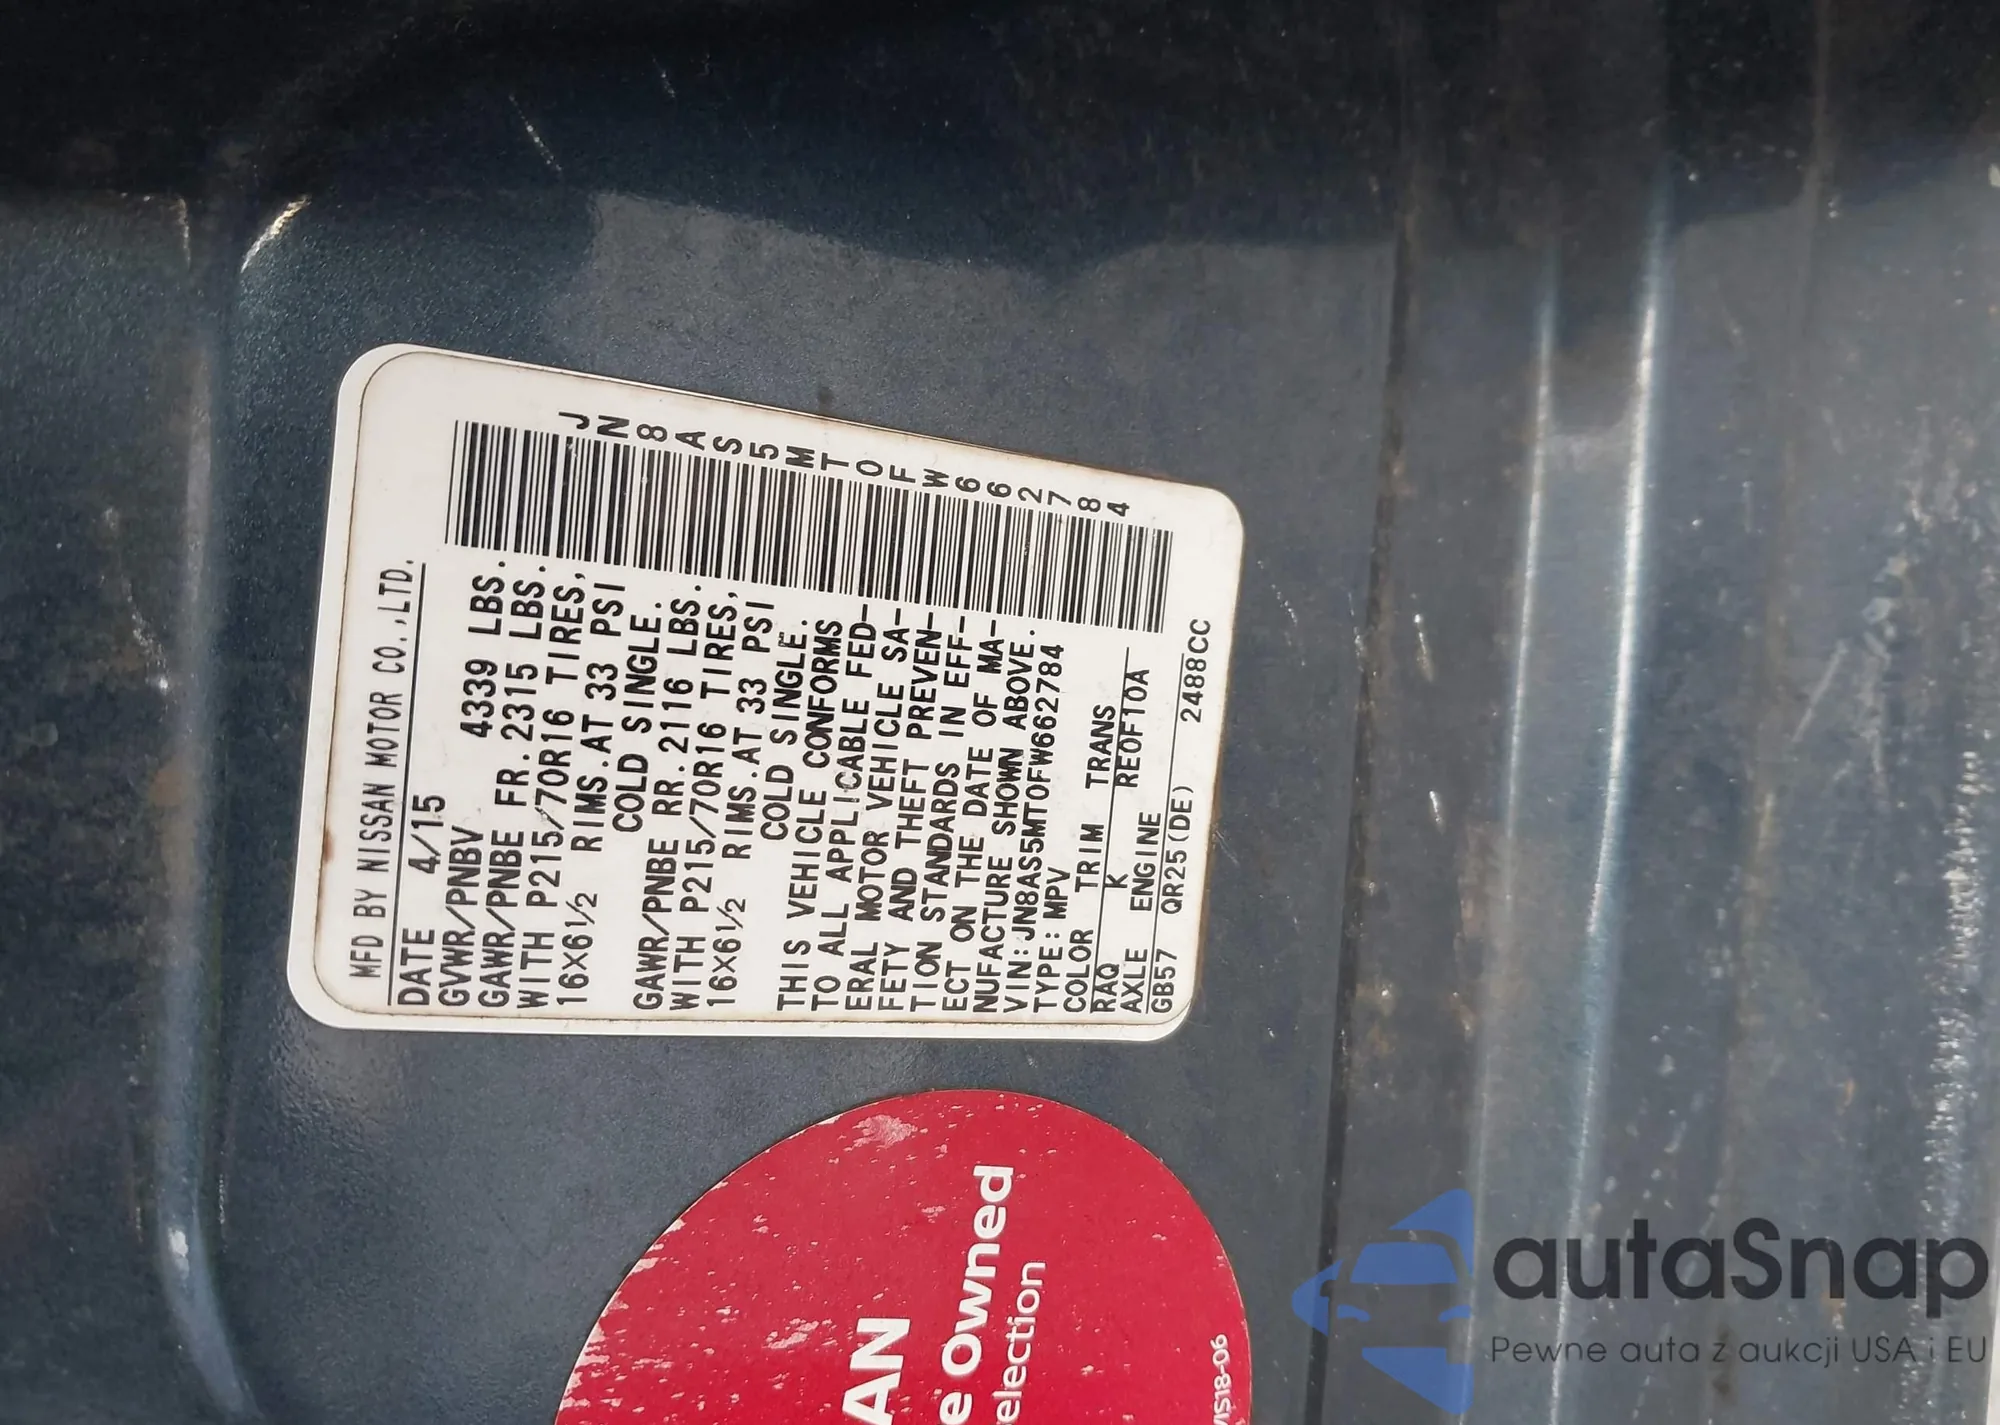 MFD BY NISSAN MOTOR CO.,LTD.
DATE 4/15
GVWR/PNBV 4339 LBS.
GAWR/PNBE FR.2315 LBS.
WITH P215/70R16 TIRES,
16X6½ RIMS.AT 33 PSI
COLD SINGLE.
GAWR/PNBE RR.2116 LBS.
WITH P215/70R16 TIRES,
16X6½ RIMS.AT 33 PSI
COLD SINGLE.
THIS VEHICLE CONFORMS
TO ALL APPLICABLE FED-
ERAL MOTOR VEHICLE SA-
FETY AND THEFT PREVEN-
TION STANDARDS IN EFF-
ECT ON THE DATE OF MA-
NUFACTURE SHOWN ABOVE.
VIN:JN8AS5MT0FW662784
TYPE:MPV
COLOR TRIM TRANS
RAQ K RE0F10A
AXLE ENGINE
GB57 QR25(DE) 2488CC
JN8AS5MT0FW662784
AN
e Owned
election
VIS18-06
autaSnap
Pewne auta z aukcji USA i EU